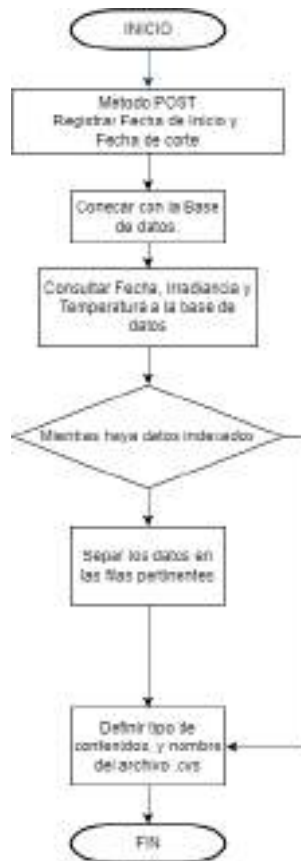 INICIO
Metodo POST
Registrar Fecha de Inicio y
Fecha de corte
Conecar con la Base
de datos.
Consultar Fecha, Irradiancia y
Temperatura a la base de
datos
Mientras haya datos indexados
Separ los datos en
las filas pertinentes
Definir tipo de
contenidos, y nombre
del archivo .cvs
FIN